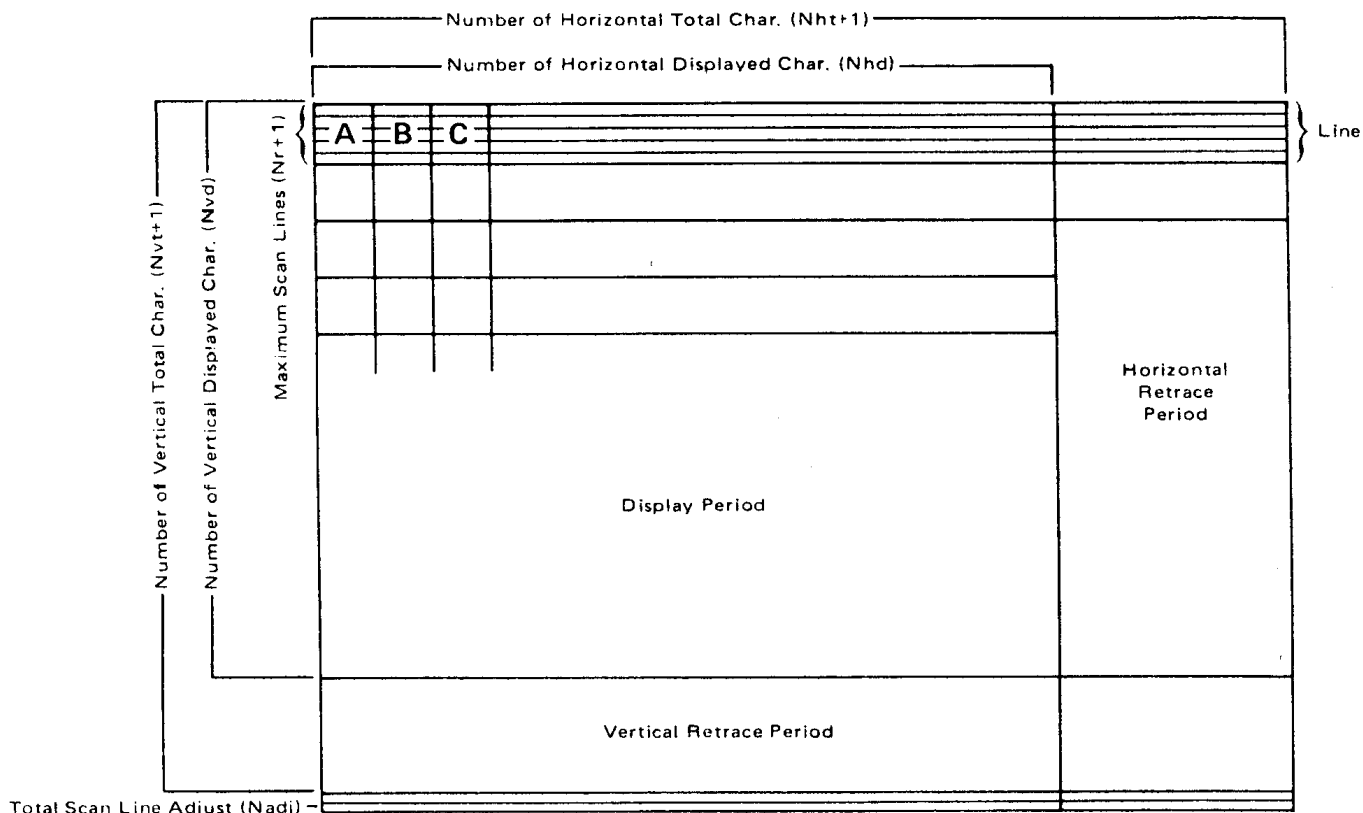 Number of Horizontal Total Char. (Nht+1)
Number of Horizontal Displayed Char. (Nhd)
Number of Vertical Total Char. (Nvt+1)
Number of Vertical Displayed Char. (Nvd)
Maximum Scan Lines (Nr+1)
A B C
Line
Horizontal
Retrace
Period
Display Period
Vertical Retrace Period
Total Scan Line Adjust (Nadi)